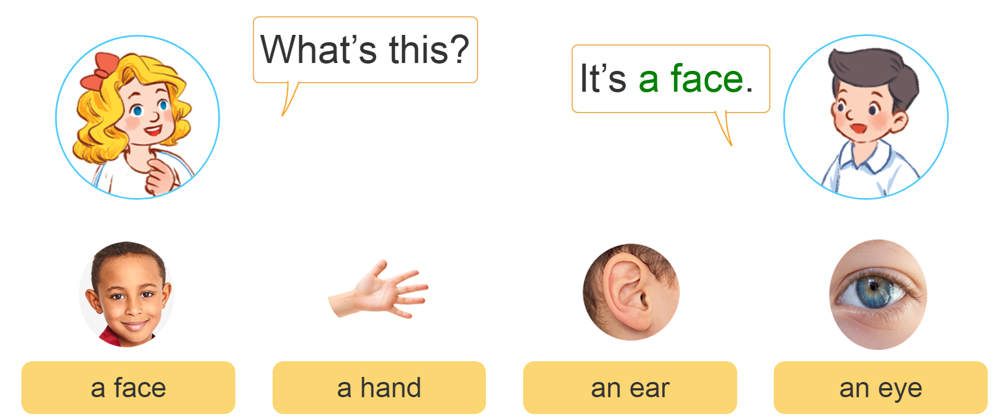 What’s this?
It’s a face.
a face
a hand
an ear
an eye